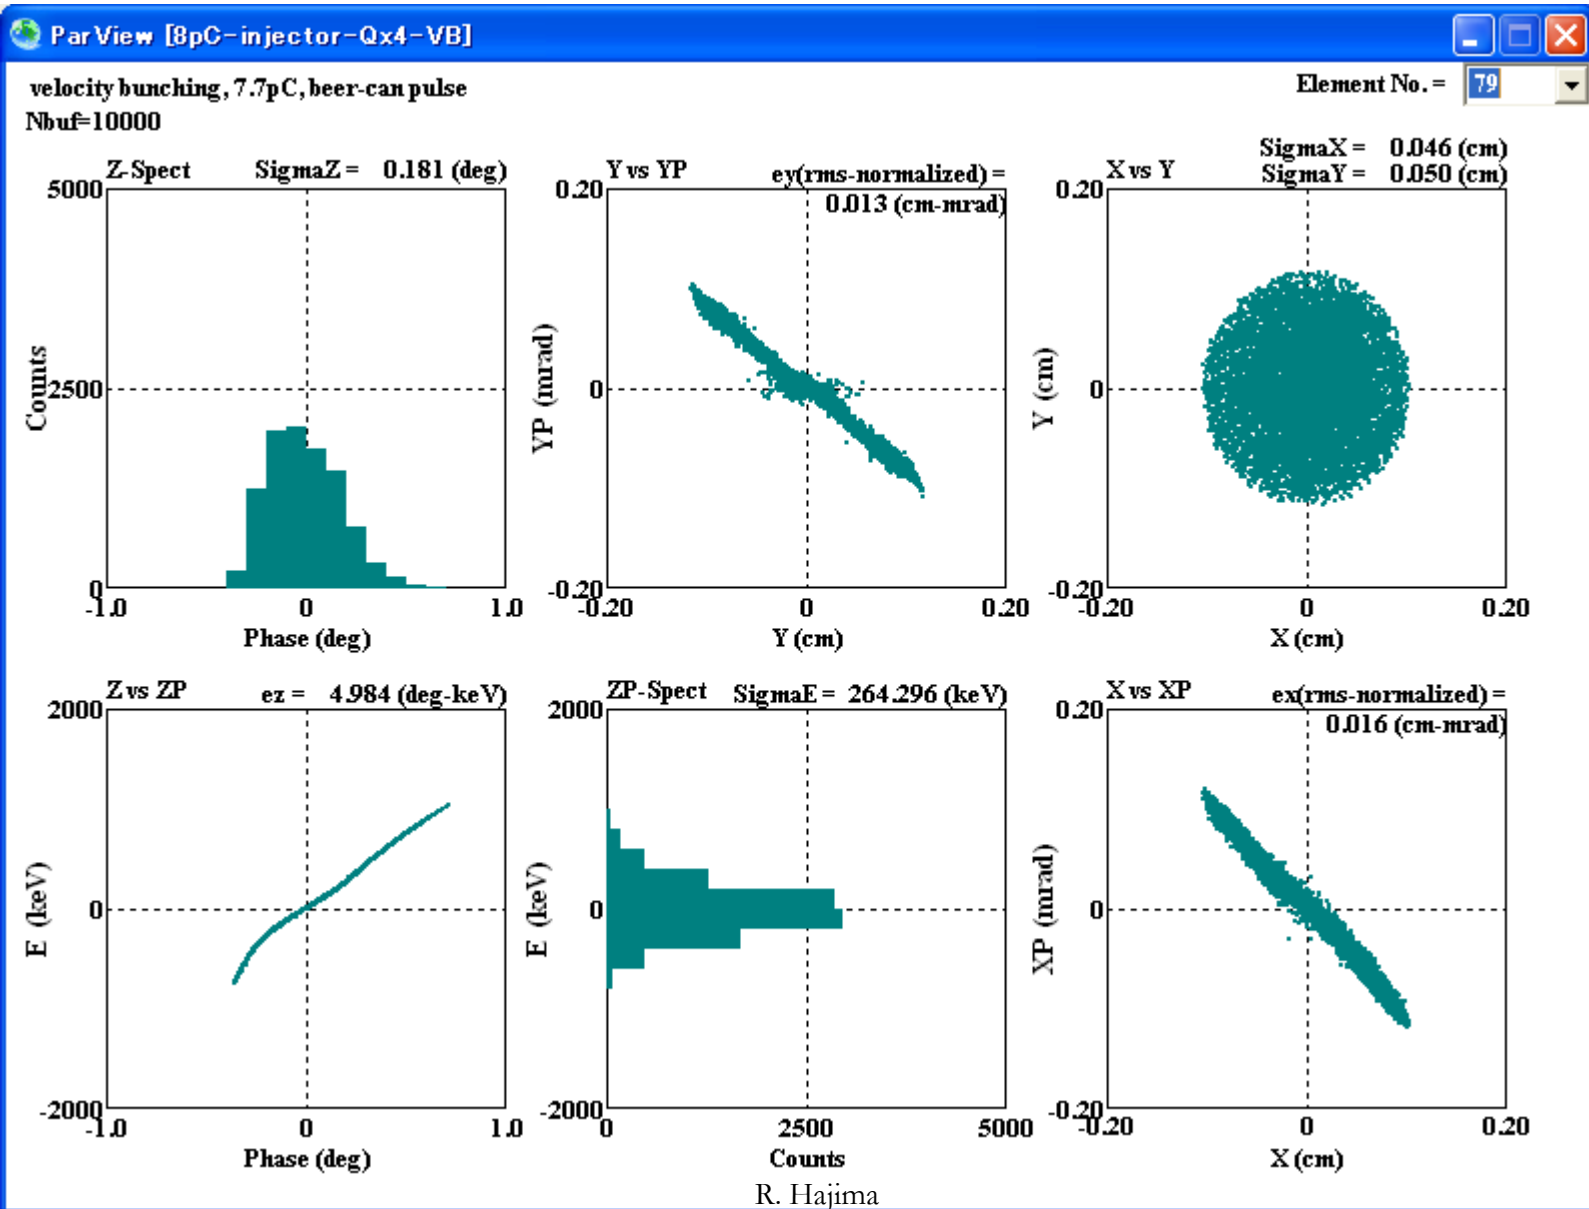 ParView [8pC-injector-Qx4-VB]
velocity bunching, 7.7pC, beer-can pulse
Element No. = 79
Nbuf=10000
Z-Spect SigmaZ = 0.181 (deg)
5000
2500
0
Counts
-1.0 0 1.0
Phase (deg)
Y vs YP ey(rms-normalized) =
0.013 (cm-mrad)
0.20
0
-0.20
YP (mrad)
-0.20 0 0.20
Y (cm)
SigmaX = 0.046 (cm)
X vs Y SigmaY = 0.050 (cm)
0.20
0
-0.20
Y (cm)
-0.20 0 0.20
X (cm)
Z vs ZP ez = 4.984 (deg-keV)
2000
0
-2000
E (keV)
-1.0 0 1.0
Phase (deg)
ZP-Spect SigmaE = 264.296 (keV)
2000
0
-2000
E (keV)
0 2500 5000
Counts
X vs XP ex(rms-normalized) =
0.016 (cm-mrad)
0.20
0
-0.20
XP (mrad)
-0.20 0 0.20
X (cm)
R. Hajima